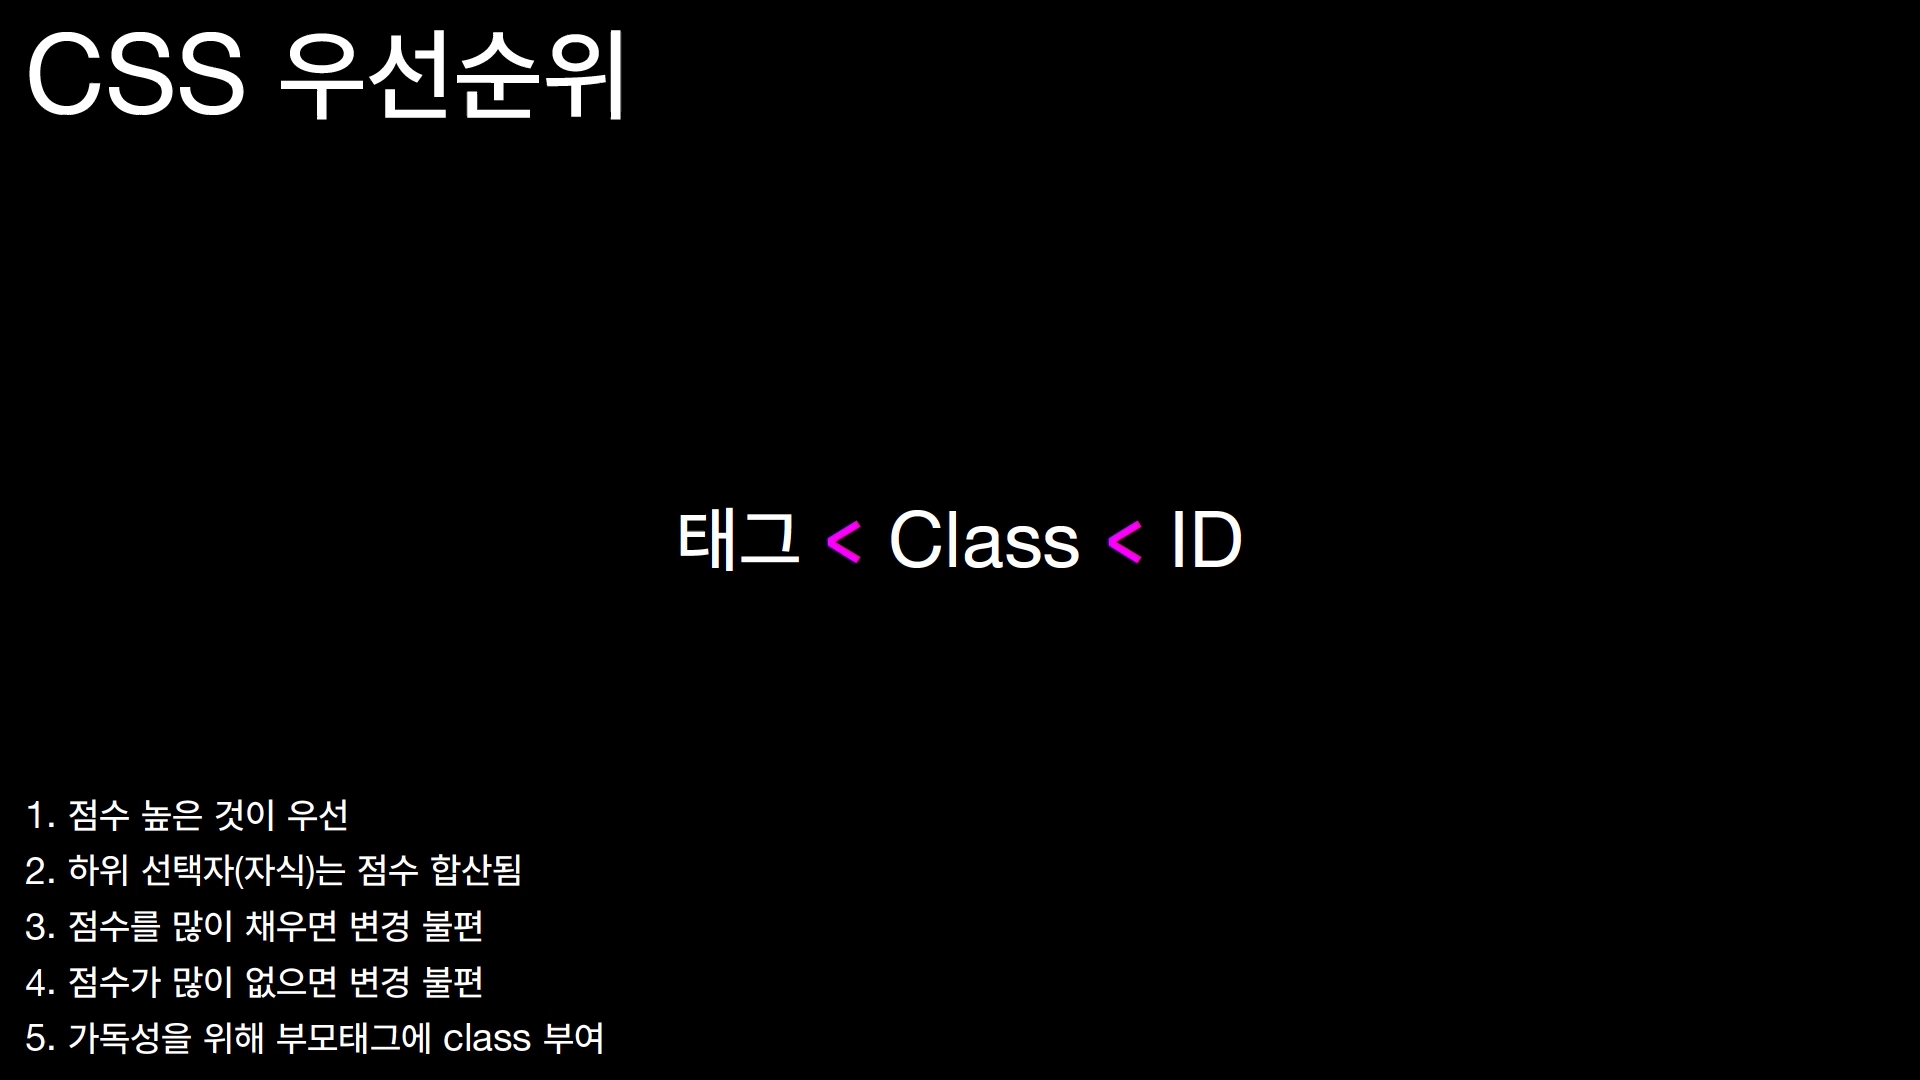 CSS 우선순위
태그 < Class < ID
1. 점수 높은 것이 우선
2. 하위 선택자(자식)는 점수 합산됨
3. 점수를 많이 채우면 변경 불편
4. 점수가 많이 없으면 변경 불편
5. 가독성을 위해 부모태그에 class 부여